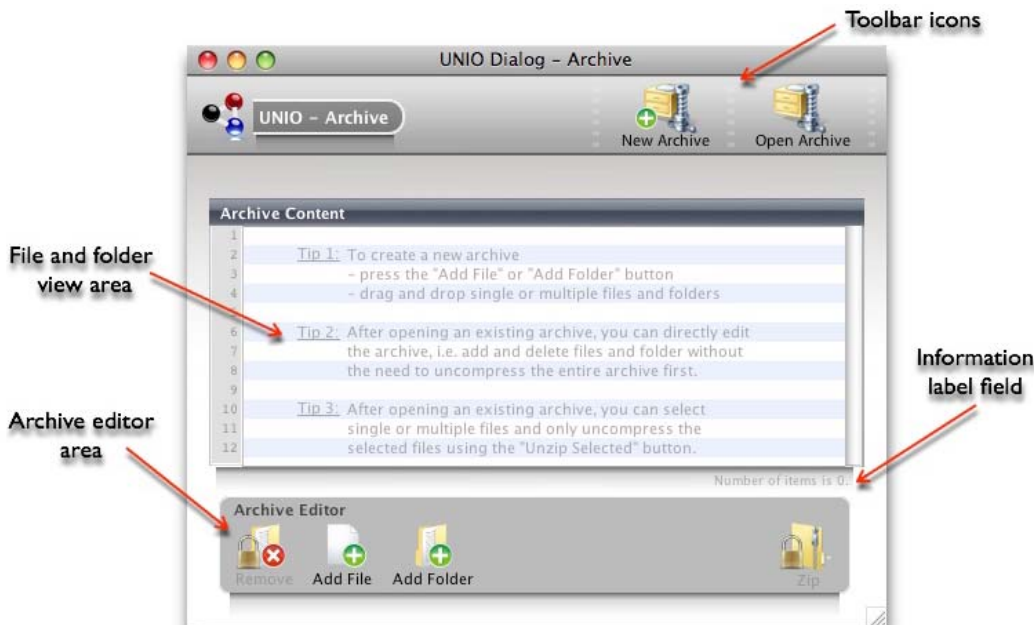 Toolbar icons
UNIO Dialog – Archive
UNIO – Archive
New Archive
Open Archive
Archive Content
1
2 Tip 1: To create a new archive
3 – press the "Add File" or "Add Folder" button
4 – drag and drop single or multiple files and folders
5
6 Tip 2: After opening an existing archive, you can directly edit
7 the archive, i.e. add and delete files and folder without
8 the need to uncompress the entire archive first.
9
10 Tip 3: After opening an existing archive, you can select
11 single or multiple files and only uncompress the
12 selected files using the "Unzip Selected" button.
File and folder
view area
Information
label field
Archive editor
area
Number of items is 0.
Archive Editor
Remove
Add File
Add Folder
Zip